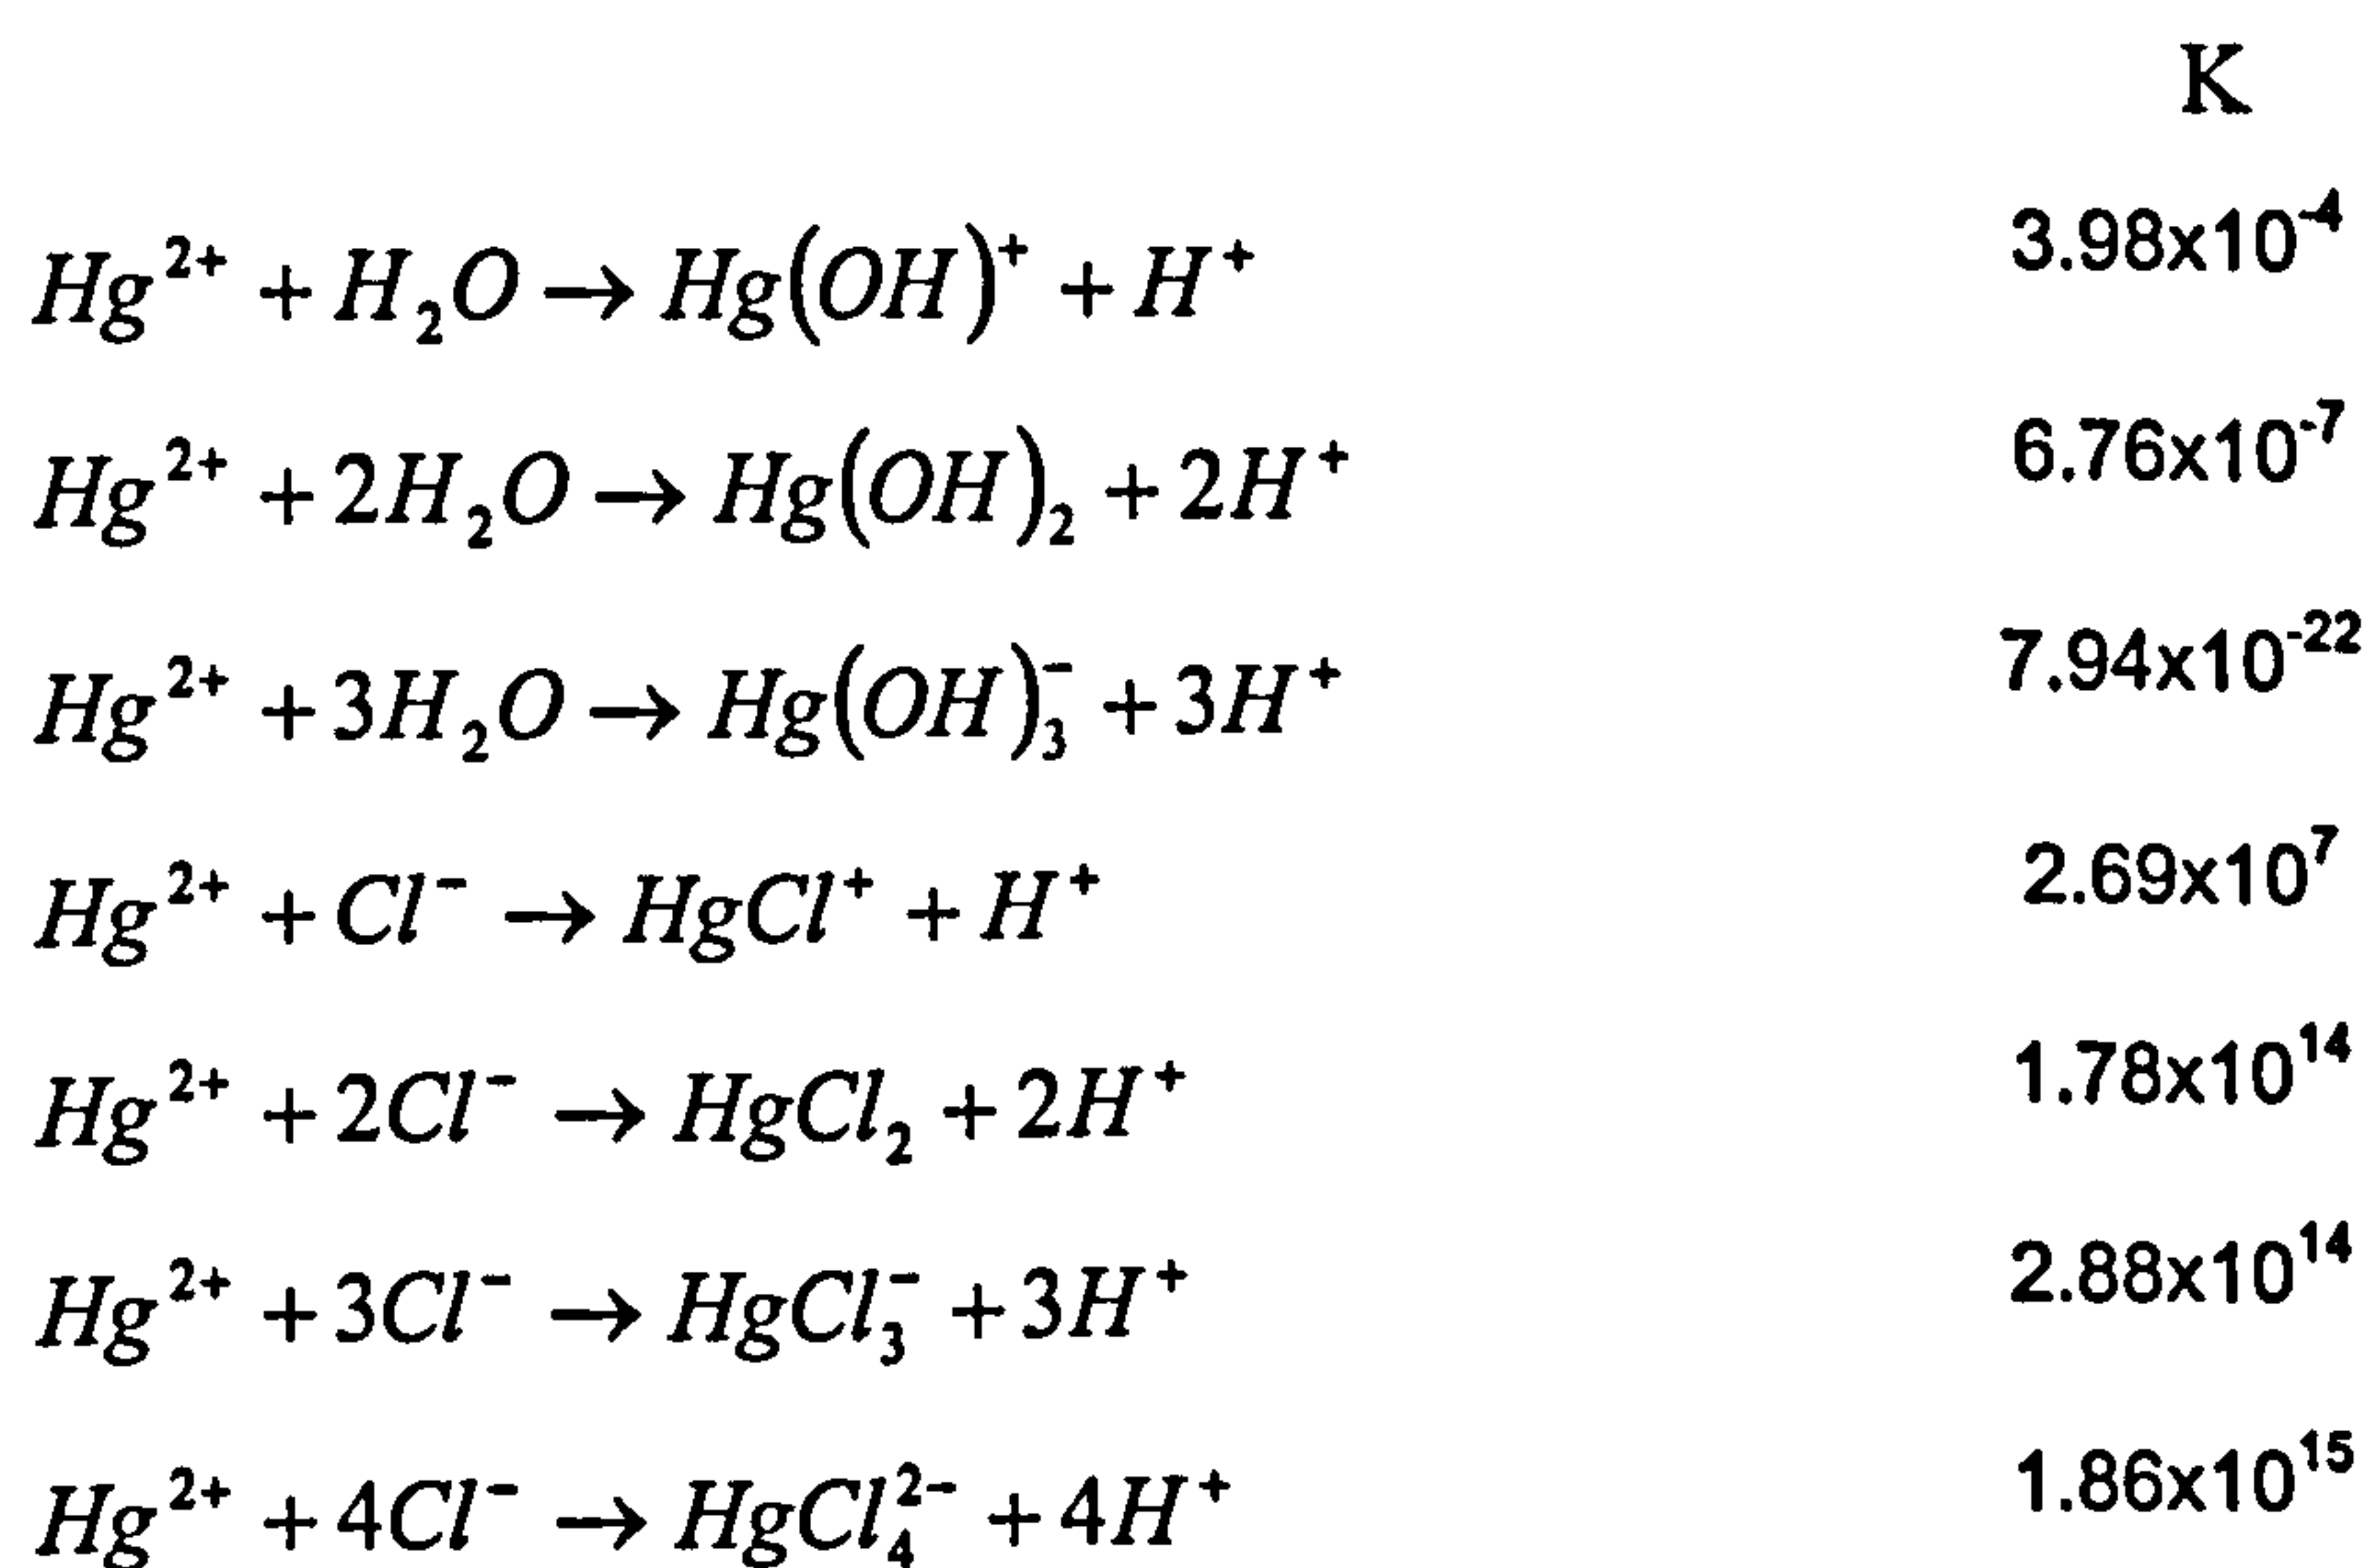 K
Hg²⁺ + H₂O → Hg(OH)⁺ + H⁺ 3.98x10⁻⁴
Hg²⁺ + 2H₂O → Hg(OH)₂ + 2H⁺ 6.76x10⁻⁷
Hg²⁺ + 3H₂O → Hg(OH)₃⁻ + 3H⁺ 7.94x10⁻²²
Hg²⁺ + Cl⁻ → HgCl⁺ + H⁺ 2.69x10⁷
Hg²⁺ + 2Cl⁻ → HgCl₂ + 2H⁺ 1.78x10¹⁴
Hg²⁺ + 3Cl⁻ → HgCl₃⁻ + 3H⁺ 2.88x10¹⁴
Hg²⁺ + 4Cl⁻ → HgCl₄²⁻ + 4H⁺ 1.86x10¹⁵